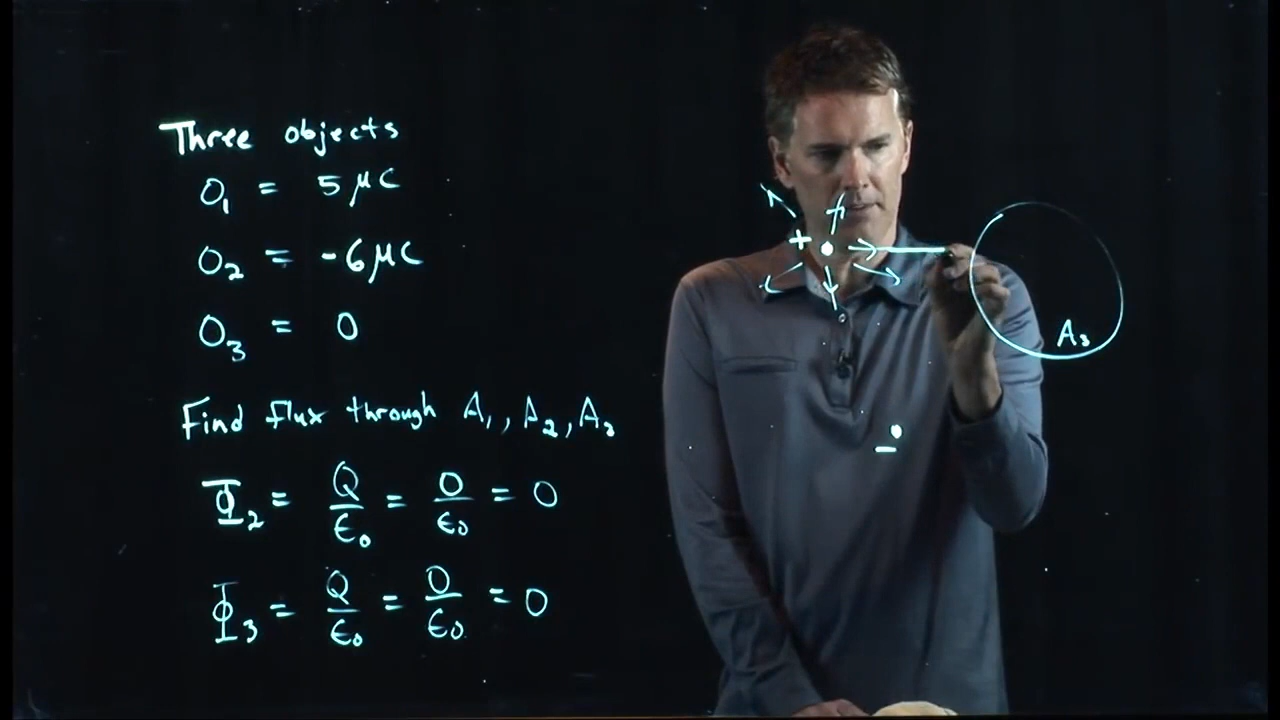 Three objects
O₁ = 5 μC
O₂ = -6 μC
O₃ = 0
Find flux through A₁, A₂, A₃
Φ₂ = Q/ϵ₀ = 0/ϵ₀ = 0
Φ₃ = Q/ϵ₀ = 0/ϵ₀ = 0
+
A₃
-